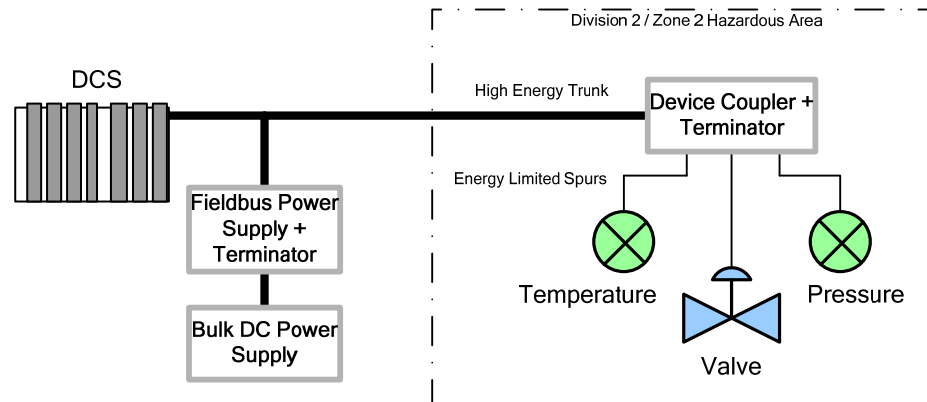 Division 2 / Zone 2 Hazardous Area
DCS
High Energy Trunk
Device Coupler +
Terminator
Energy Limited Spurs
Fieldbus Power
Supply +
Terminator
Temperature
Pressure
Bulk DC Power
Supply
Valve